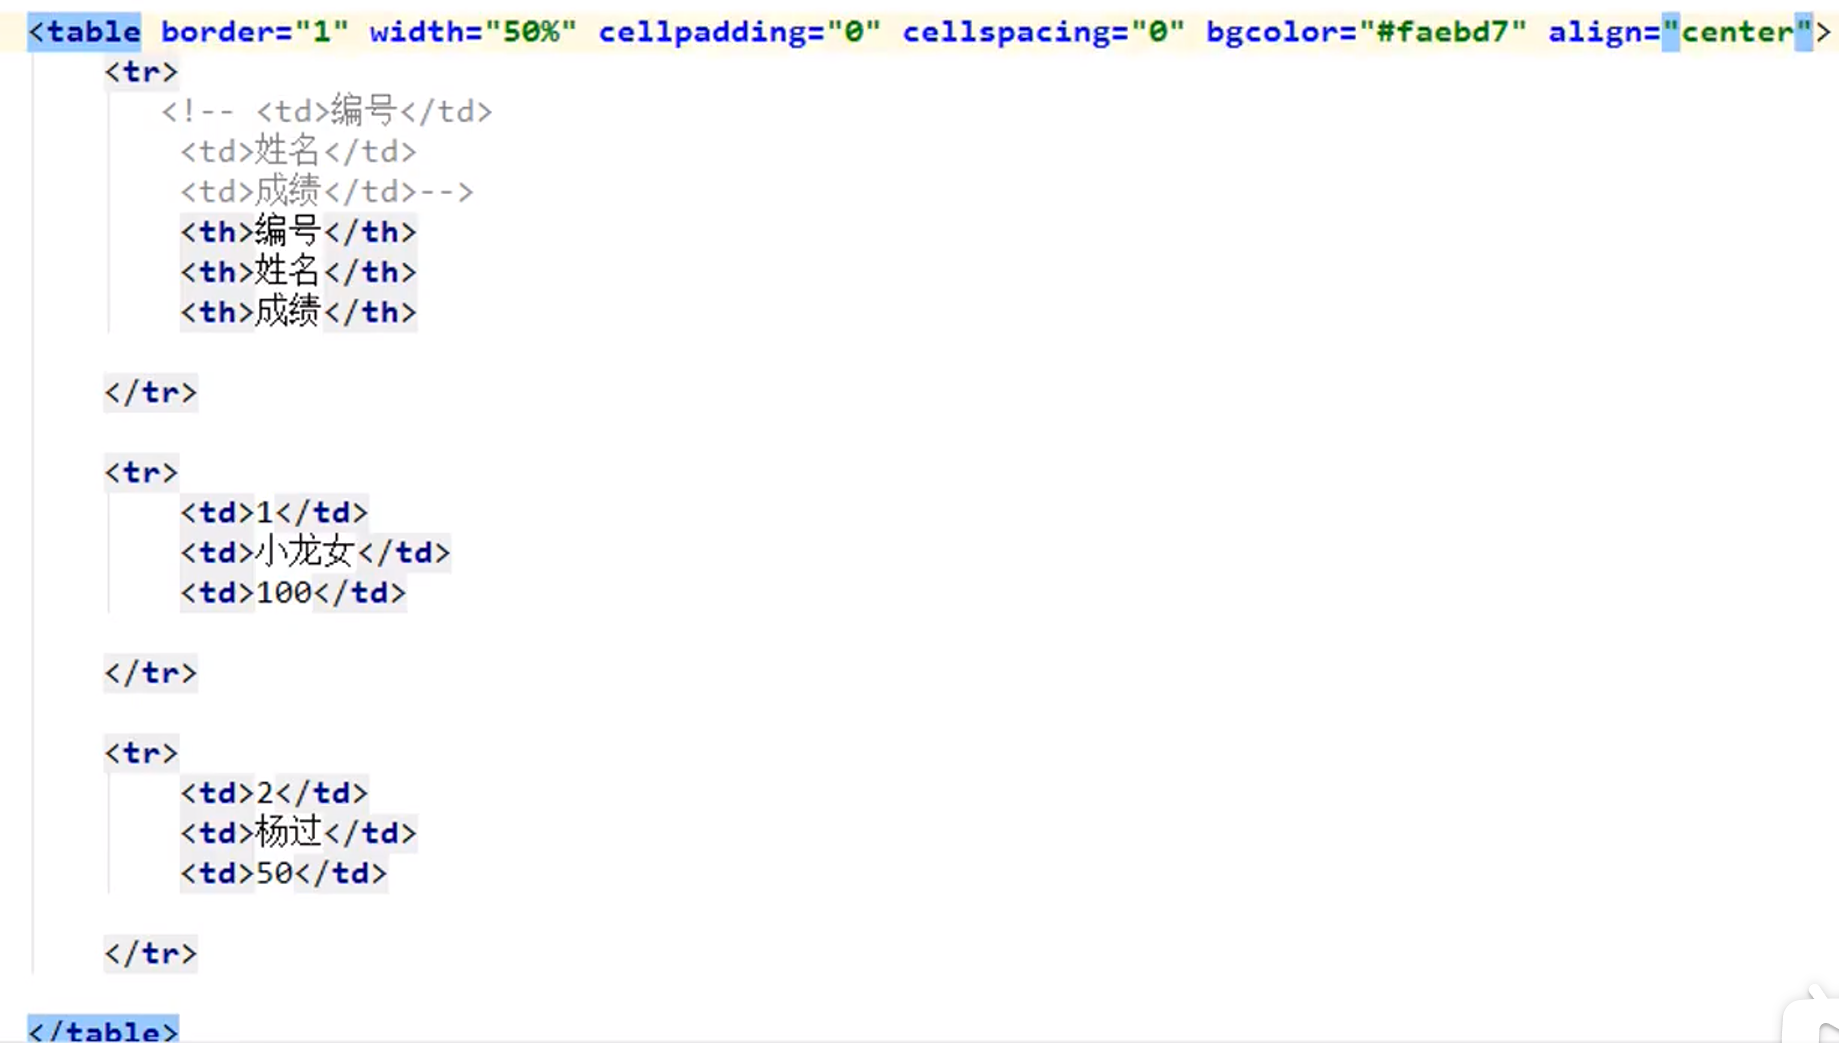 <table border="1" width="50%" cellpadding="0" cellspacing="0" bgcolor="#faebd7" align="center">
<tr>
<!-- <td>编号</td>
<td>姓名</td>
<td>成绩</td>-->
<th>编号</th>
<th>姓名</th>
<th>成绩</th>
</tr>
<tr>
<td>1</td>
<td>小龙女</td>
<td>100</td>
</tr>
<tr>
<td>2</td>
<td>杨过</td>
<td>50</td>
</tr>
</table>